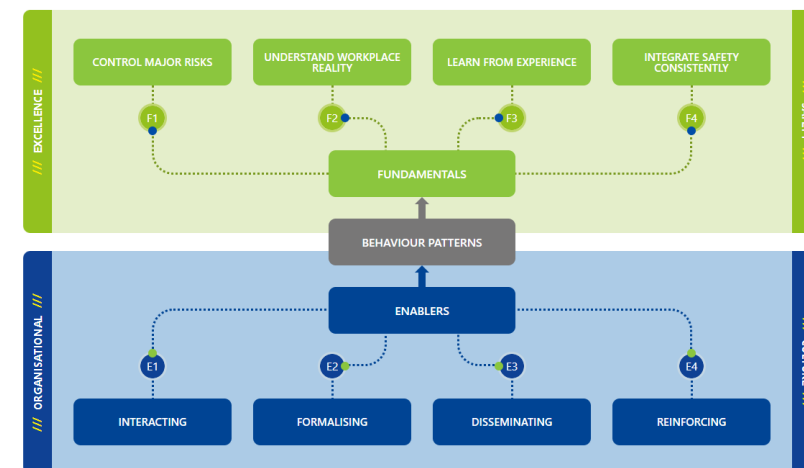 /// EXCELLENCE ///
CONTROL MAJOR RISKS
UNDERSTAND WORKPLACE
REALITY
LEARN FROM EXPERIENCE
INTEGRATE SAFETY
CONSISTENTLY
F1
F2
F3
F4
FUNDAMENTALS
BEHAVIOUR PATTERNS
/// ORGANISATIONAL ///
ENABLERS
E1
E2
E3
E4
INTERACTING
FORMALISING
DISSEMINATING
REINFORCING